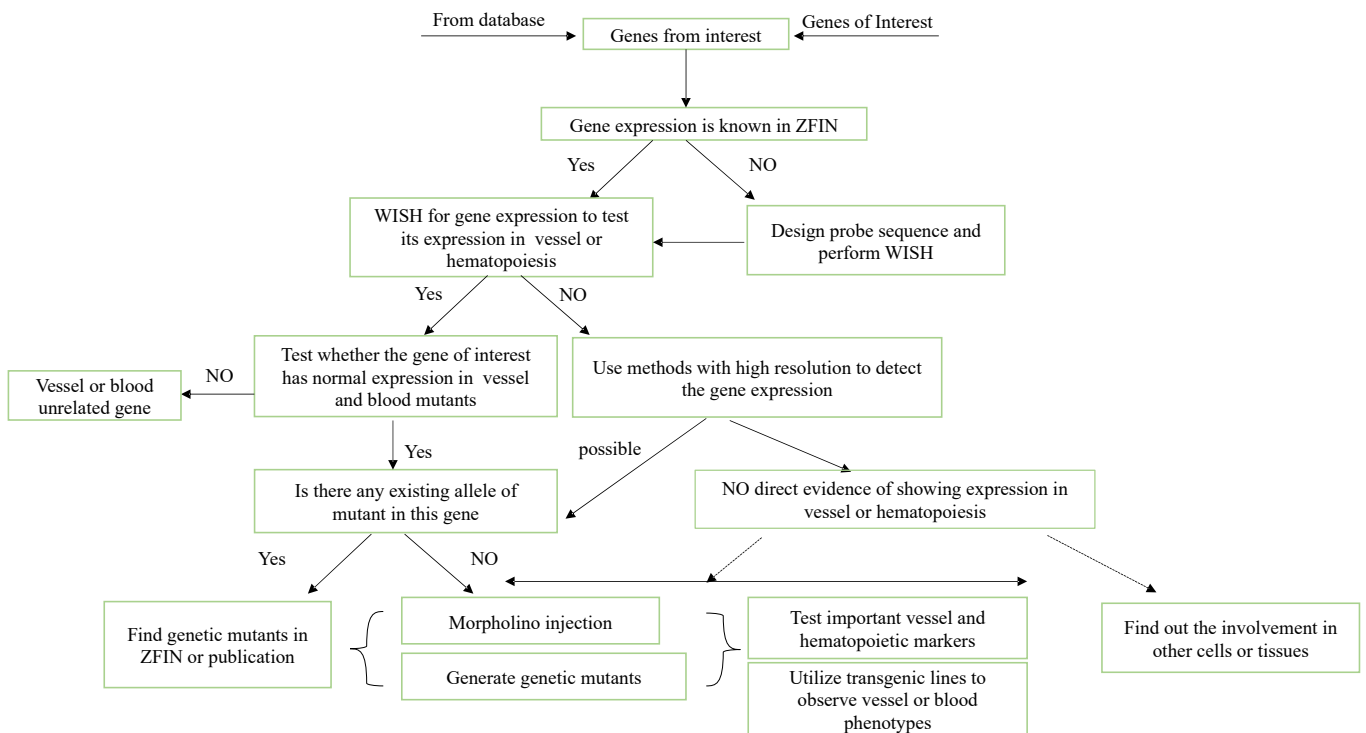 From database
Genes from interest
Genes of Interest
Gene expression is known in ZFIN
Yes
NO
WISH for gene expression to test
its expression in vessel or
hematopoiesis
Design probe sequence and
perform WISH
Yes
NO
Test whether the gene of interest
has normal expression in vessel
and blood mutants
Use methods with high resolution to detect
the gene expression
NO
Vessel or blood
unrelated gene
Yes
possible
Is there any existing allele of
mutant in this gene
NO direct evidence of showing expression in
vessel or hematopoiesis
Yes
NO
Find genetic mutants in
ZFIN or publication
Morpholino injection
Generate genetic mutants
Test important vessel and
hematopoietic markers
Utilize transgenic lines to
observe vessel or blood
phenotypes
Find out the involvement in
other cells or tissues